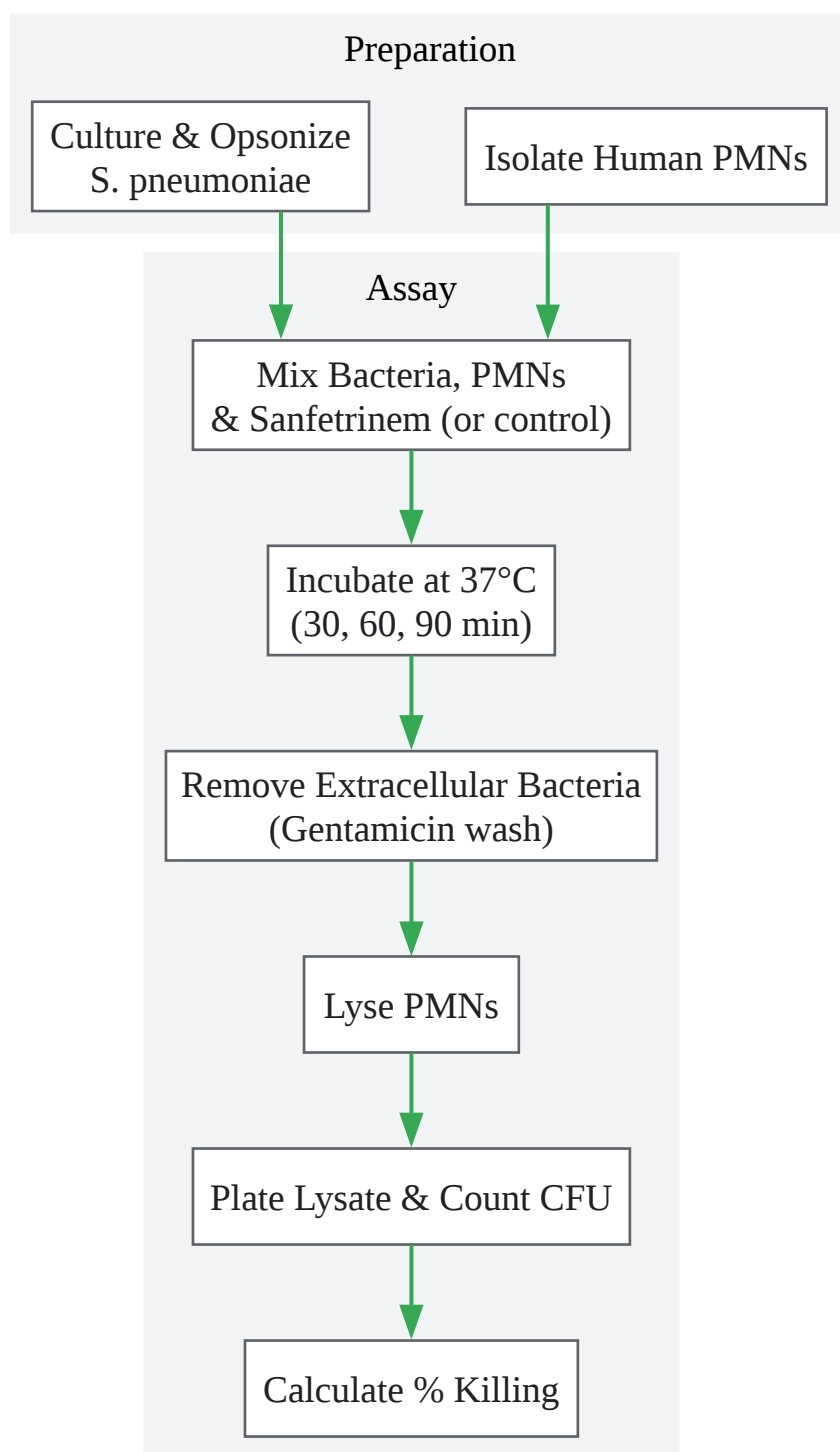 Preparation
Culture & Opsonize
S. pneumoniae
Isolate Human PMNs
Assay
Mix Bacteria, PMNs
& Sanfetrinem (or control)
Incubate at 37°C
(30, 60, 90 min)
Remove Extracellular Bacteria
(Gentamicin wash)
Lyse PMNs
Plate Lysate & Count CFU
Calculate % Killing